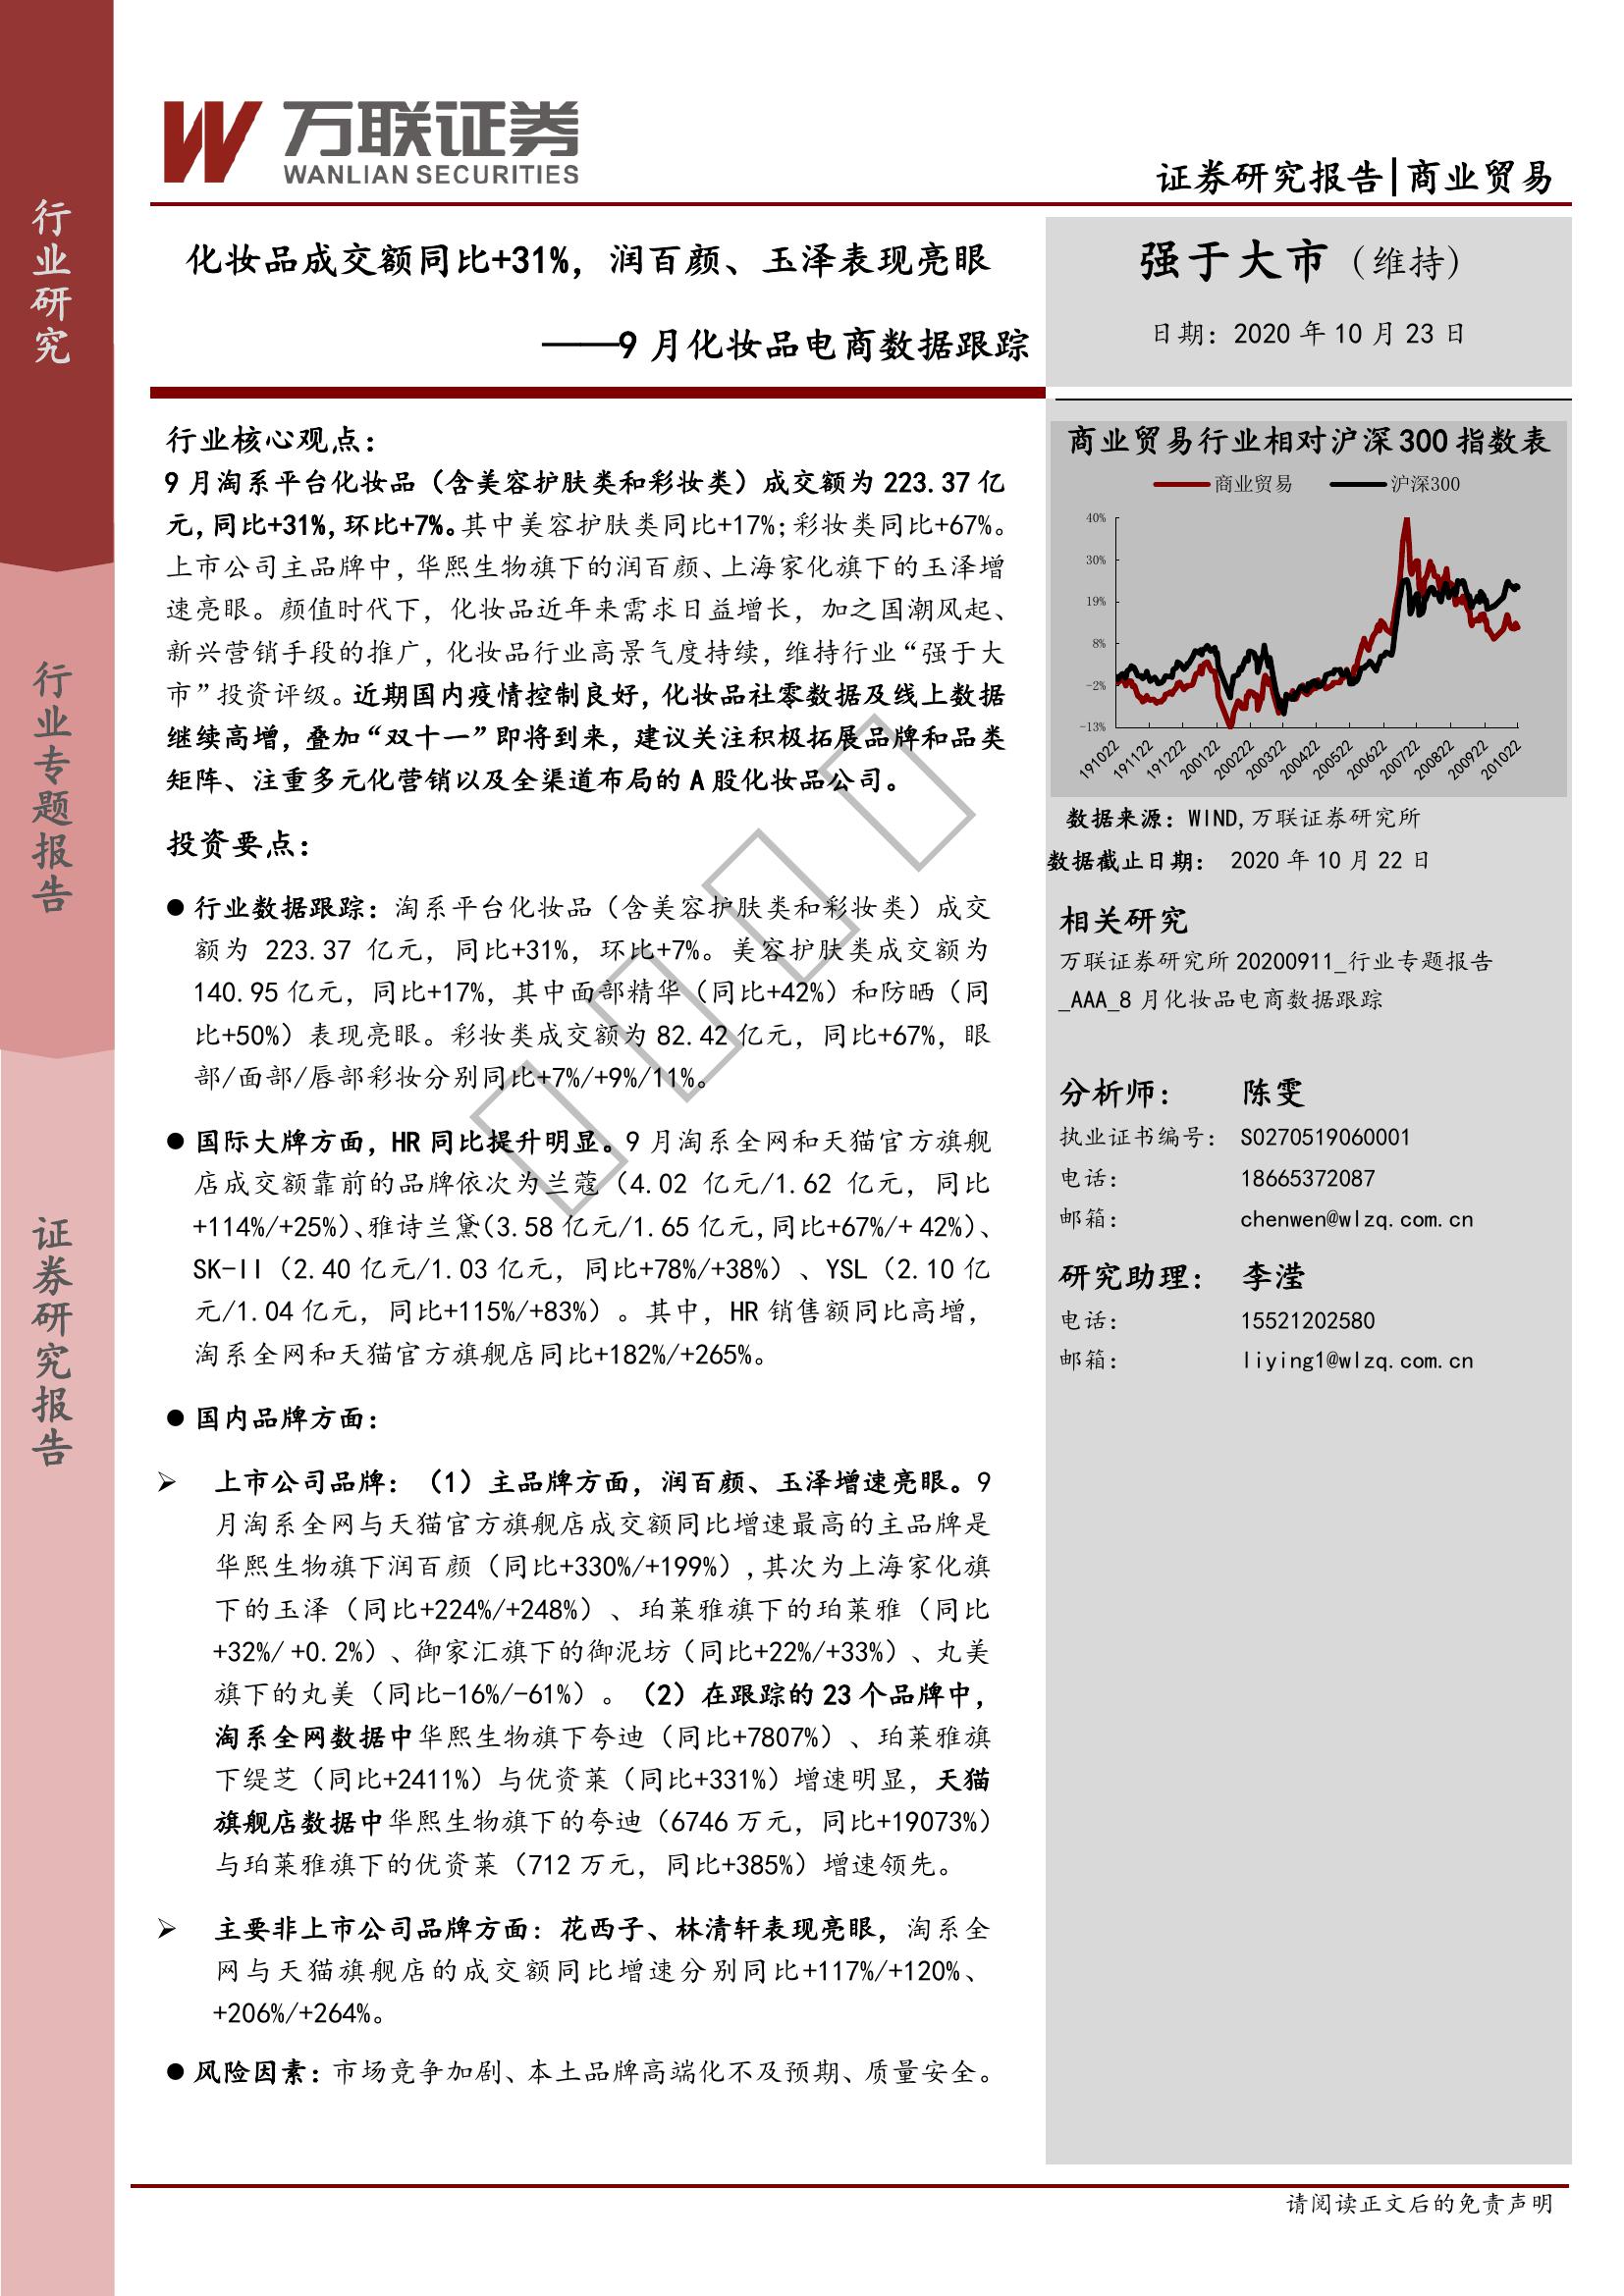 行业研究
行业专题报告
证券研究报告
万联证券
WANLIAN SECURITIES
证券研究报告|商业贸易
化妆品成交额同比+31%，润百颜、玉泽表现亮眼
——9月化妆品电商数据跟踪
强于大市（维持）
日期：2020年10月23日
行业核心观点：
9月淘系平台化妆品（含美容护肤类和彩妆类）成交额为223.37亿
元，同比+31%，环比+7%。其中美容护肤类同比+17%；彩妆类同比+67%。
上市公司主品牌中，华熙生物旗下的润百颜、上海家化旗下的玉泽增
速亮眼。颜值时代下，化妆品近年来需求日益增长，加之国潮风起、
新兴营销手段的推广，化妆品行业高景气度持续，维持行业“强于大
市”投资评级。近期国内疫情控制良好，化妆品社零数据及线上数据
继续高增，叠加“双十一”即将到来，建议关注积极拓展品牌和品类
矩阵、注重多元化营销以及全渠道布局的A股化妆品公司。
投资要点：
● 行业数据跟踪：淘系平台化妆品（含美容护肤类和彩妆类）成交
额为 223.37 亿元，同比+31%，环比+7%。美容护肤类成交额为
140.95亿元，同比+17%，其中面部精华（同比+42%）和防晒（同
比+50%）表现亮眼。彩妆类成交额为82.42亿元，同比+67%，眼
部/面部/唇部彩妆分别同比+7%/+9%/11%。
● 国际大牌方面，HR同比提升明显。9月淘系全网和天猫官方旗舰
店成交额靠前的品牌依次为兰蔻（4.02 亿元/1.62 亿元，同比
+114%/+25%）、雅诗兰黛（3.58亿元/1.65亿元，同比+67%/+ 42%）、
SK-II（2.40亿元/1.03亿元，同比+78%/+38%）、YSL（2.10亿
元/1.04亿元，同比+115%/+83%）。其中，HR销售额同比高增，
淘系全网和天猫官方旗舰店同比+182%/+265%。
● 国内品牌方面：
➢ 上市公司品牌：（1）主品牌方面，润百颜、玉泽增速亮眼。9
月淘系全网与天猫官方旗舰店成交额同比增速最高的主品牌是
华熙生物旗下润百颜（同比+330%/+199%），其次为上海家化旗
下的玉泽（同比+224%/+248%）、珀莱雅旗下的珀莱雅（同比
+32%/ +0.2%）、御家汇旗下的御泥坊（同比+22%/+33%）、丸美
旗下的丸美（同比-16%/-61%）。（2）在跟踪的23个品牌中，
淘系全网数据中华熙生物旗下夸迪（同比+7807%）、珀莱雅旗
下缇芝（同比+2411%）与优资莱（同比+331%）增速明显，天猫
旗舰店数据中华熙生物旗下的夸迪（6746万元，同比+19073%）
与珀莱雅旗下的优资莱（712万元，同比+385%）增速领先。
➢ 主要非上市公司品牌方面：花西子、林清轩表现亮眼，淘系全
网与天猫旗舰店的成交额同比增速分别同比+117%/+120%、
+206%/+264%。
● 风险因素：市场竞争加剧、本土品牌高端化不及预期、质量安全。
商业贸易行业相对沪深300指数表
商业贸易 沪深300
40%
30%
19%
8%
-2%
-13%
191022 191122 191222 200122 200222 200322 200422 200522 200622 200722 200822 200922 201022
数据来源：WIND,万联证券研究所
数据截止日期： 2020年10月22日
相关研究
万联证券研究所20200911_行业专题报告
_AAA_8月化妆品电商数据跟踪
分析师： 陈雯
执业证书编号： S0270519060001
电话： 18665372087
邮箱： chenwen@wlzq.com.cn
研究助理： 李滢
电话： 15521202580
邮箱： liying1@wlzq.com.cn
请阅读正文后的免责声明